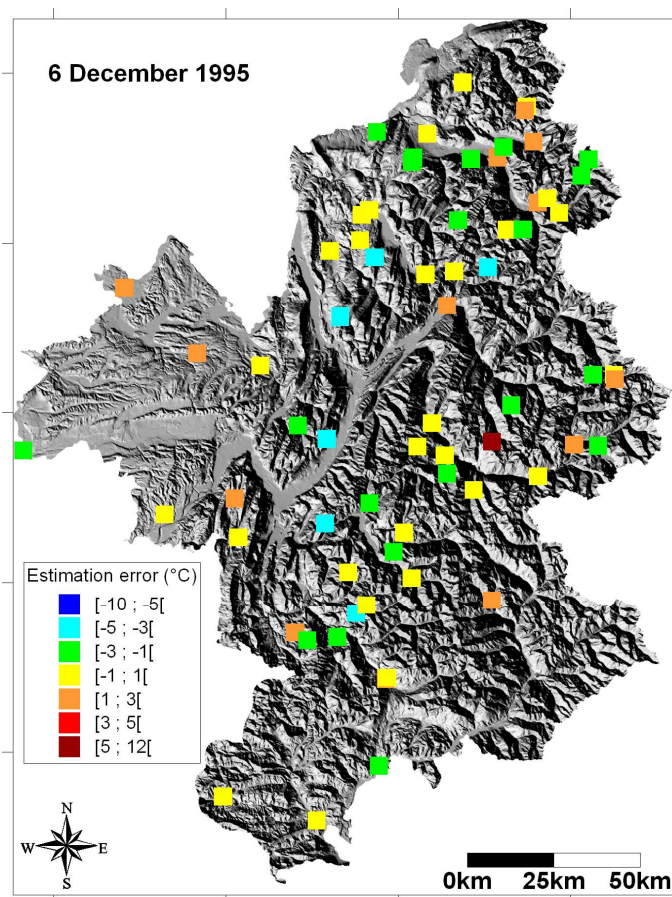 6 December 1995
Estimation error (°C)
[-10 ; -5[
[-5 ; -3[
[-3 ; -1[
[-1 ; 1[
[1 ; 3[
[3 ; 5[
[5 ; 12[
N
W E
S
0km 25km 50km